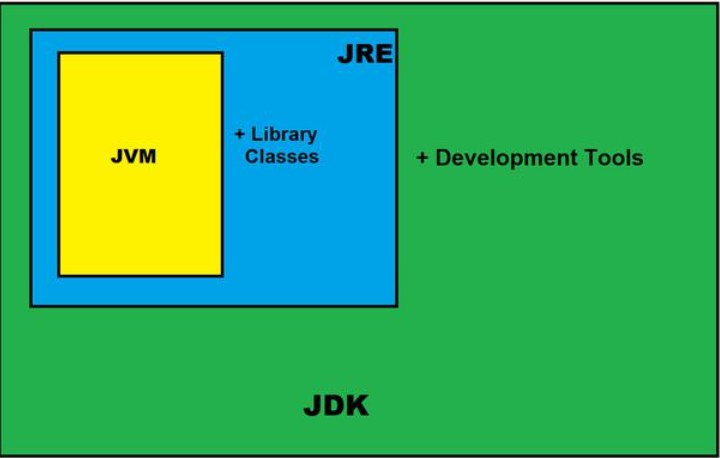 JRE
+ Library
Classes
JVM
+ Development Tools
JDK